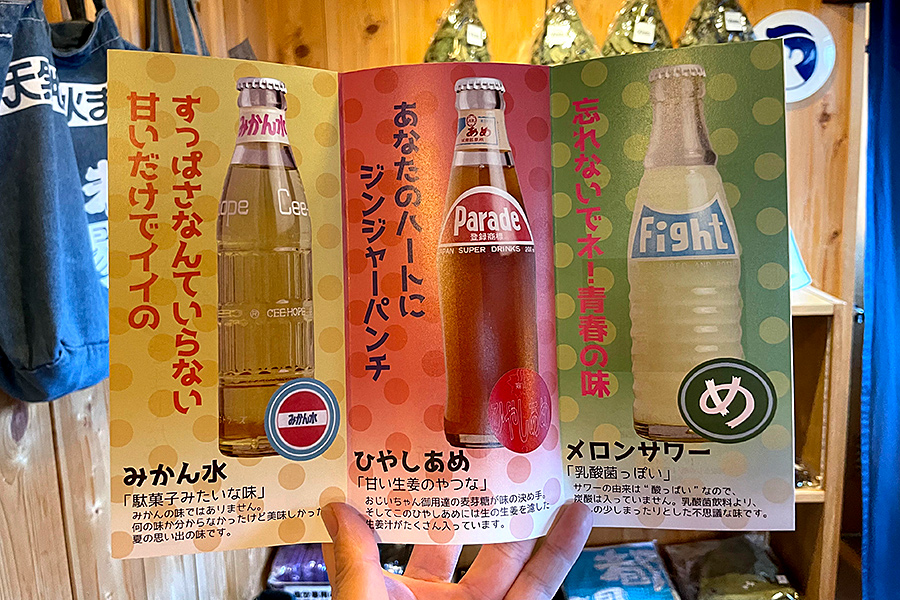 すっぱさなんていらない
甘いだけでイイの
みかん水
Cee
CEEHOPE
みかん水
みかん水
「駄菓子みたいな味」
みかんの味ではありません。
何の味か分からなかったけど美味しかった
夏の思い出の味です。
あなたのハートに
ジンジャーパンチ
あめ
Parade
登録商標
SUPER DRINKS
ひやしあめ
ひやしあめ
「甘い生姜のやつな」
おじいちゃん御用達の麦芽糖が味の決め手。
そしてこのひやしあめには生の生姜を濾した
生姜汁がたくさん入っています。
忘れないでネ!青春の味
Fight
め
メロンサワー
「乳酸菌っぽい」
サワーの由来は"酸っぱい"なので、
炭酸は入っていません。乳酸菌飲料より、
の少しまったりとした不思議な味です。